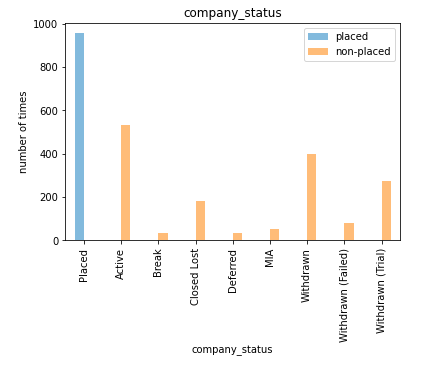 company_status
placed
non-placed
number of times
1000
800
600
400
200
0
Placed
Active
Break
Closed Lost
Deferred
MIA
Withdrawn
Withdrawn (Failed)
Withdrawn (Trial)
company_status